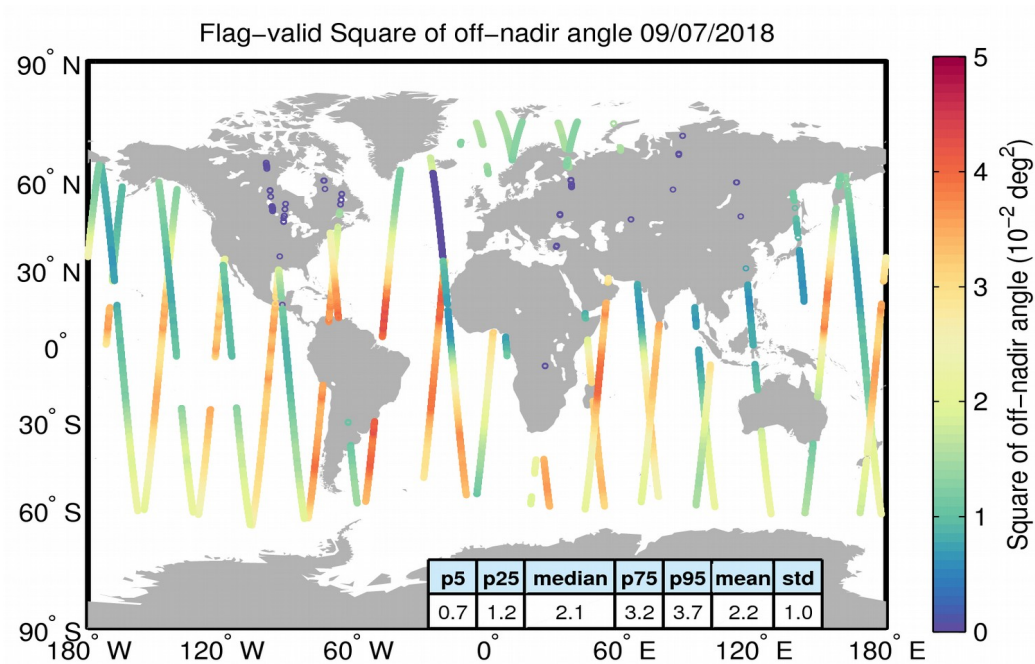 Flag−valid Square of off−nadir angle 09/07/2018
90° N
60° N
30° N
0°
30° S
60° S
90° S
180° W
120° W
60° W
0°
60° E
120° E
180° E
p5 p25 median p75 p95 mean std
0.7 1.2 2.1 3.2 3.7 2.2 1.0
5
4
3
2
1
0
Square of off−nadir angle (10⁻² deg²)